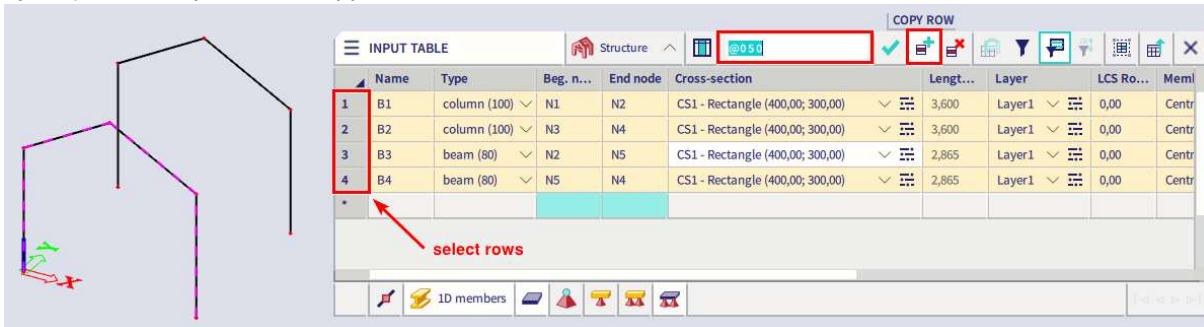 COPY ROW
INPUT TABLE Structure @0 5 0
Name Type Beg. n... End node Cross-section Lengt... Layer LCS Ro... Meml
1 B1 column (100) N1 N2 CS1 - Rectangle (400,00; 300,00) 3,600 Layer1 0,00 Centr
2 B2 column (100) N3 N4 CS1 - Rectangle (400,00; 300,00) 3,600 Layer1 0,00 Centr
3 B3 beam (80) N2 N5 CS1 - Rectangle (400,00; 300,00) 2,865 Layer1 0,00 Centr
4 B4 beam (80) N5 N4 CS1 - Rectangle (400,00; 300,00) 2,865 Layer1 0,00 Centr
*
select rows
Y
X
1D members